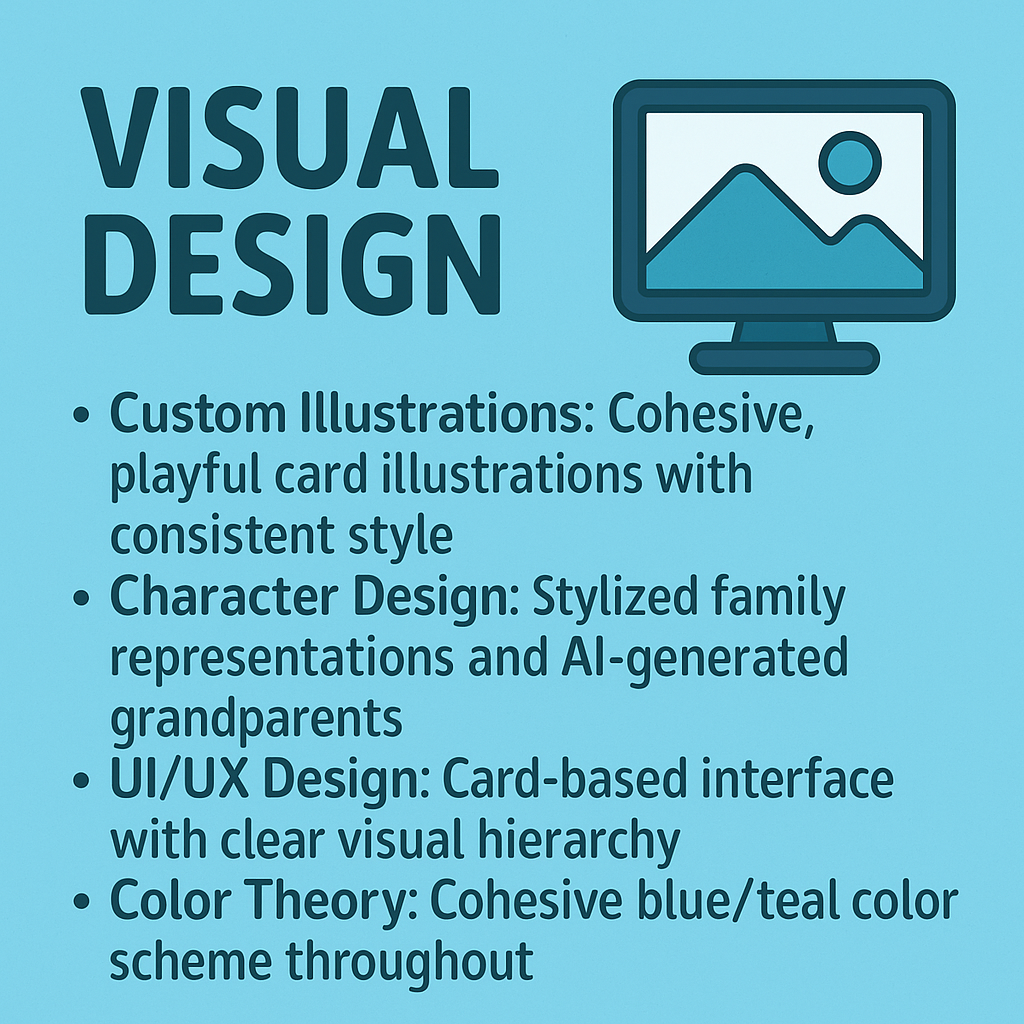 VISUAL
DESIGN
• Custom Illustrations: Cohesive,
playful card illustrations with
consistent style
• Character Design: Stylized family
representations and AI-generated
grandparents
• UI/UX Design: Card-based interface
with clear visual hierarchy
• Color Theory: Cohesive blue/teal color
scheme throughout